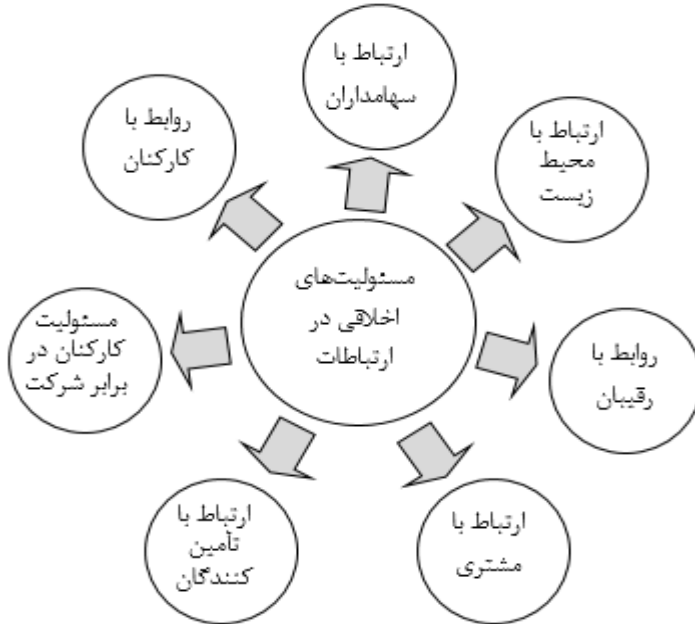 ارتباط با
سهامداران
ارتباط با
محیط
زیست
روابط با
رقیبان
ارتباط با
مشتری
ارتباط با
تأمین
کنندگان
مسئولیت
کارکنان در
برابر شرکت
روابط با
کارکنان
مسئولیت‌های
اخلاقی در
ارتباطات